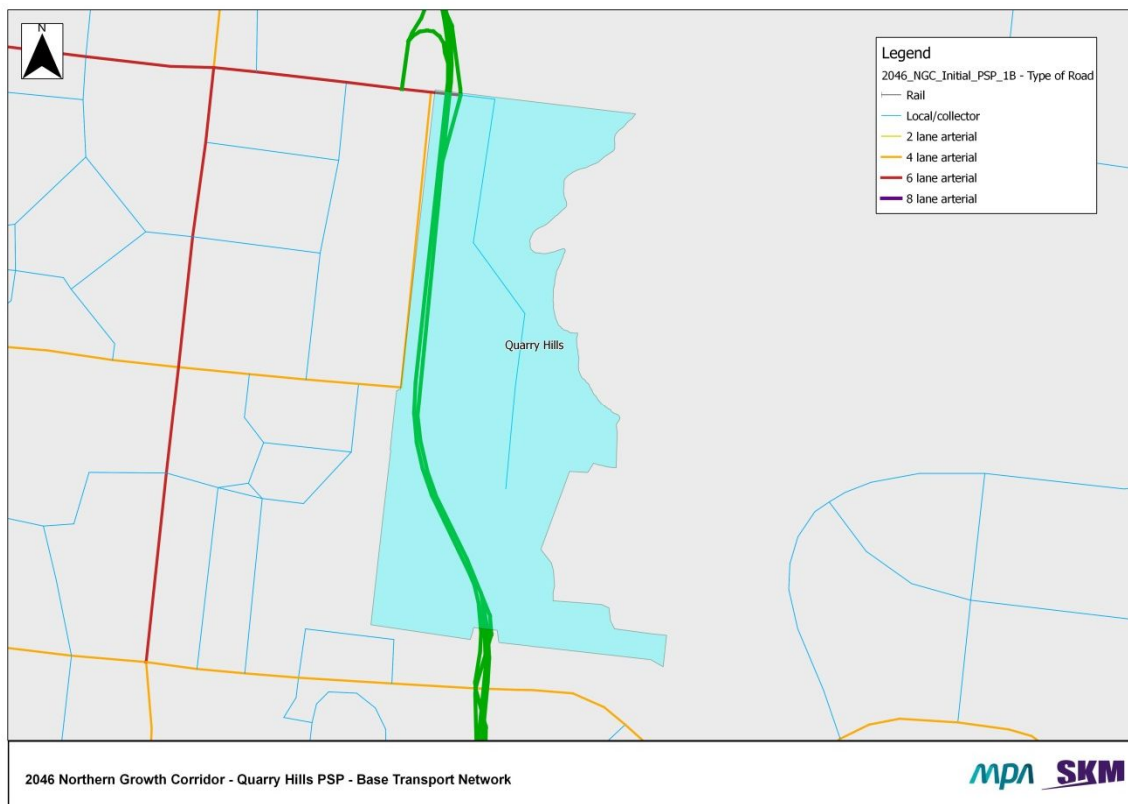 N
Legend
2046_NGC_Initial_PSP_1B - Type of Road
Rail
Local/collector
2 lane arterial
4 lane arterial
6 lane arterial
8 lane arterial
Quarry Hills
2046 Northern Growth Corridor - Quarry Hills PSP - Base Transport Network
MPA SKM